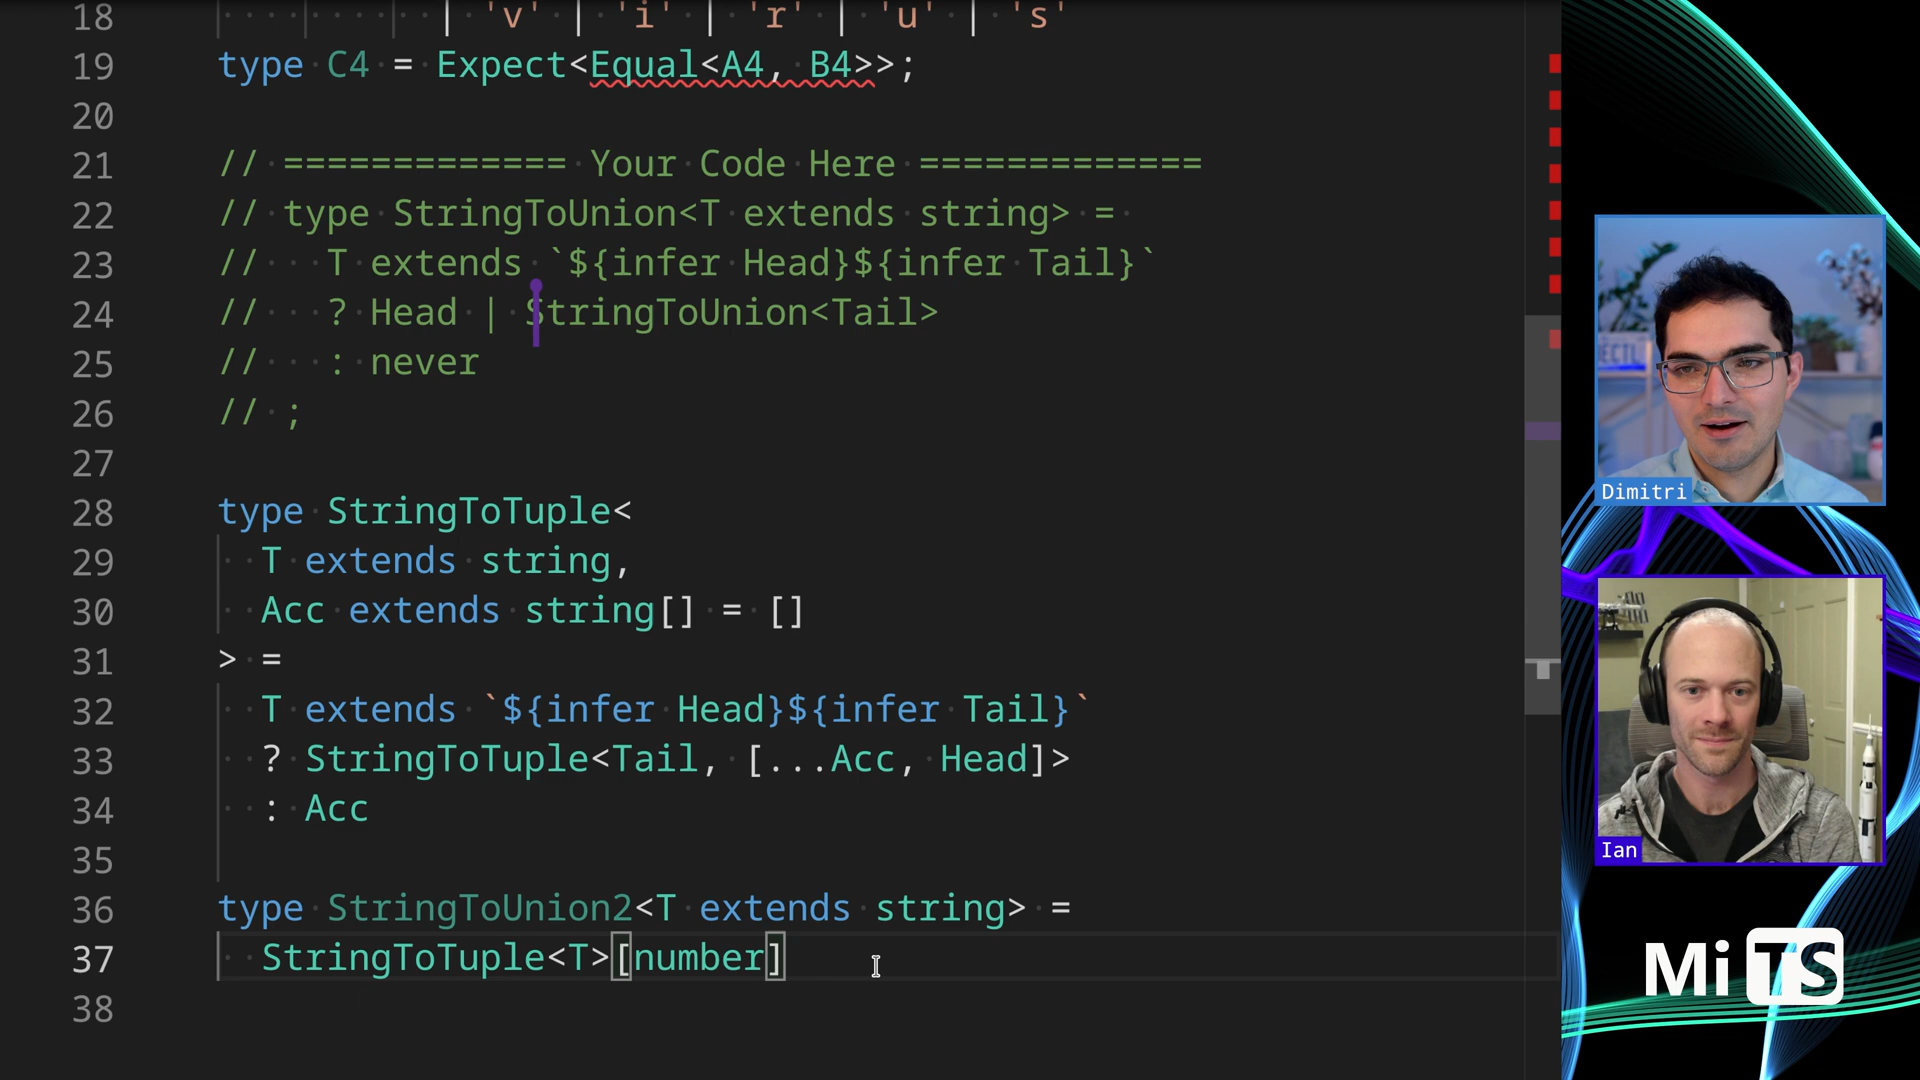 18 | 'v' | 'i' | 'r' | 'u' | 's'
19 type C4 = Expect<Equal<A4, B4>>;
20
21 // ============= Your Code Here =============
22 // type StringToUnion<T extends string> =
23 //   T extends `${infer Head}${infer Tail}`
24 //   ? Head | StringToUnion<Tail>
25 //   : never
26 // ;
27
28 type StringToTuple<
29   T extends string,
30   Acc extends string[] = []
31 > =
32   T extends `${infer Head}${infer Tail}`
33   ? StringToTuple<Tail, [...Acc, Head]>
34   : Acc
35
36 type StringToUnion2<T extends string> =
37   StringToTuple<T>[number]
38
Dimitri
Ian
MiTS